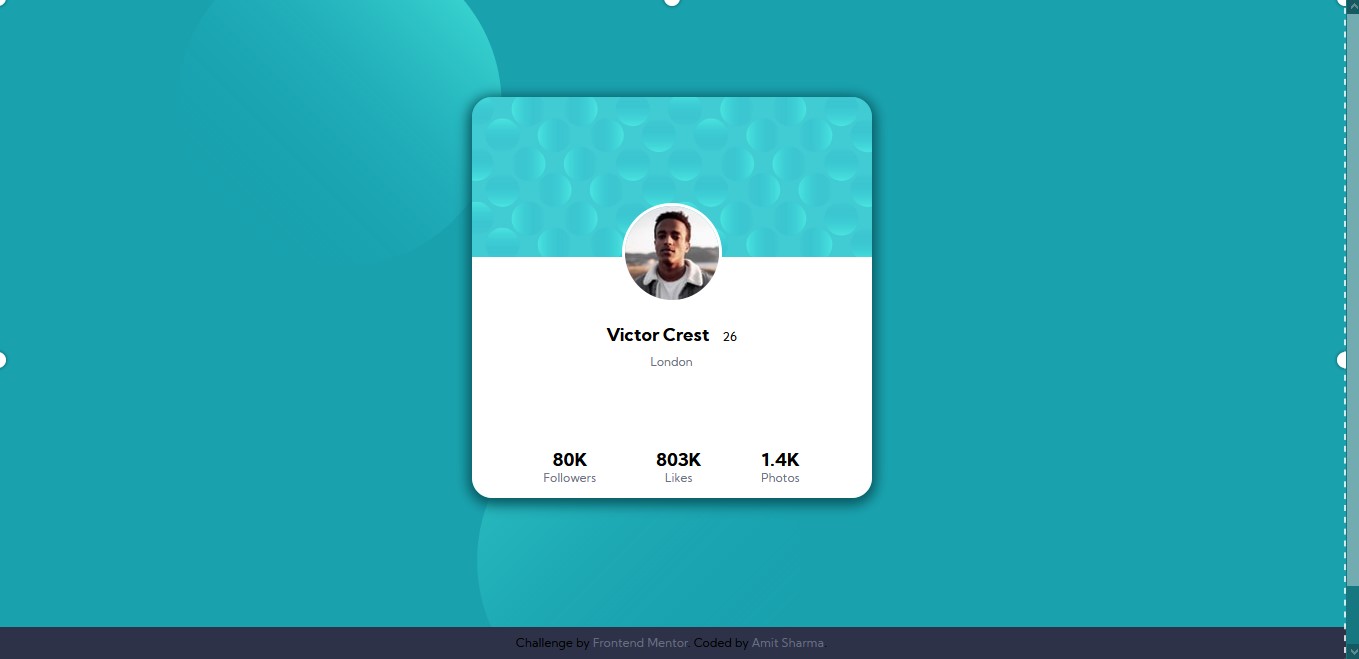 Victor Crest 26
London
80K 803K 1.4K
Followers Likes Photos
Challenge by Frontend Mentor. Coded by Amit Sharma.